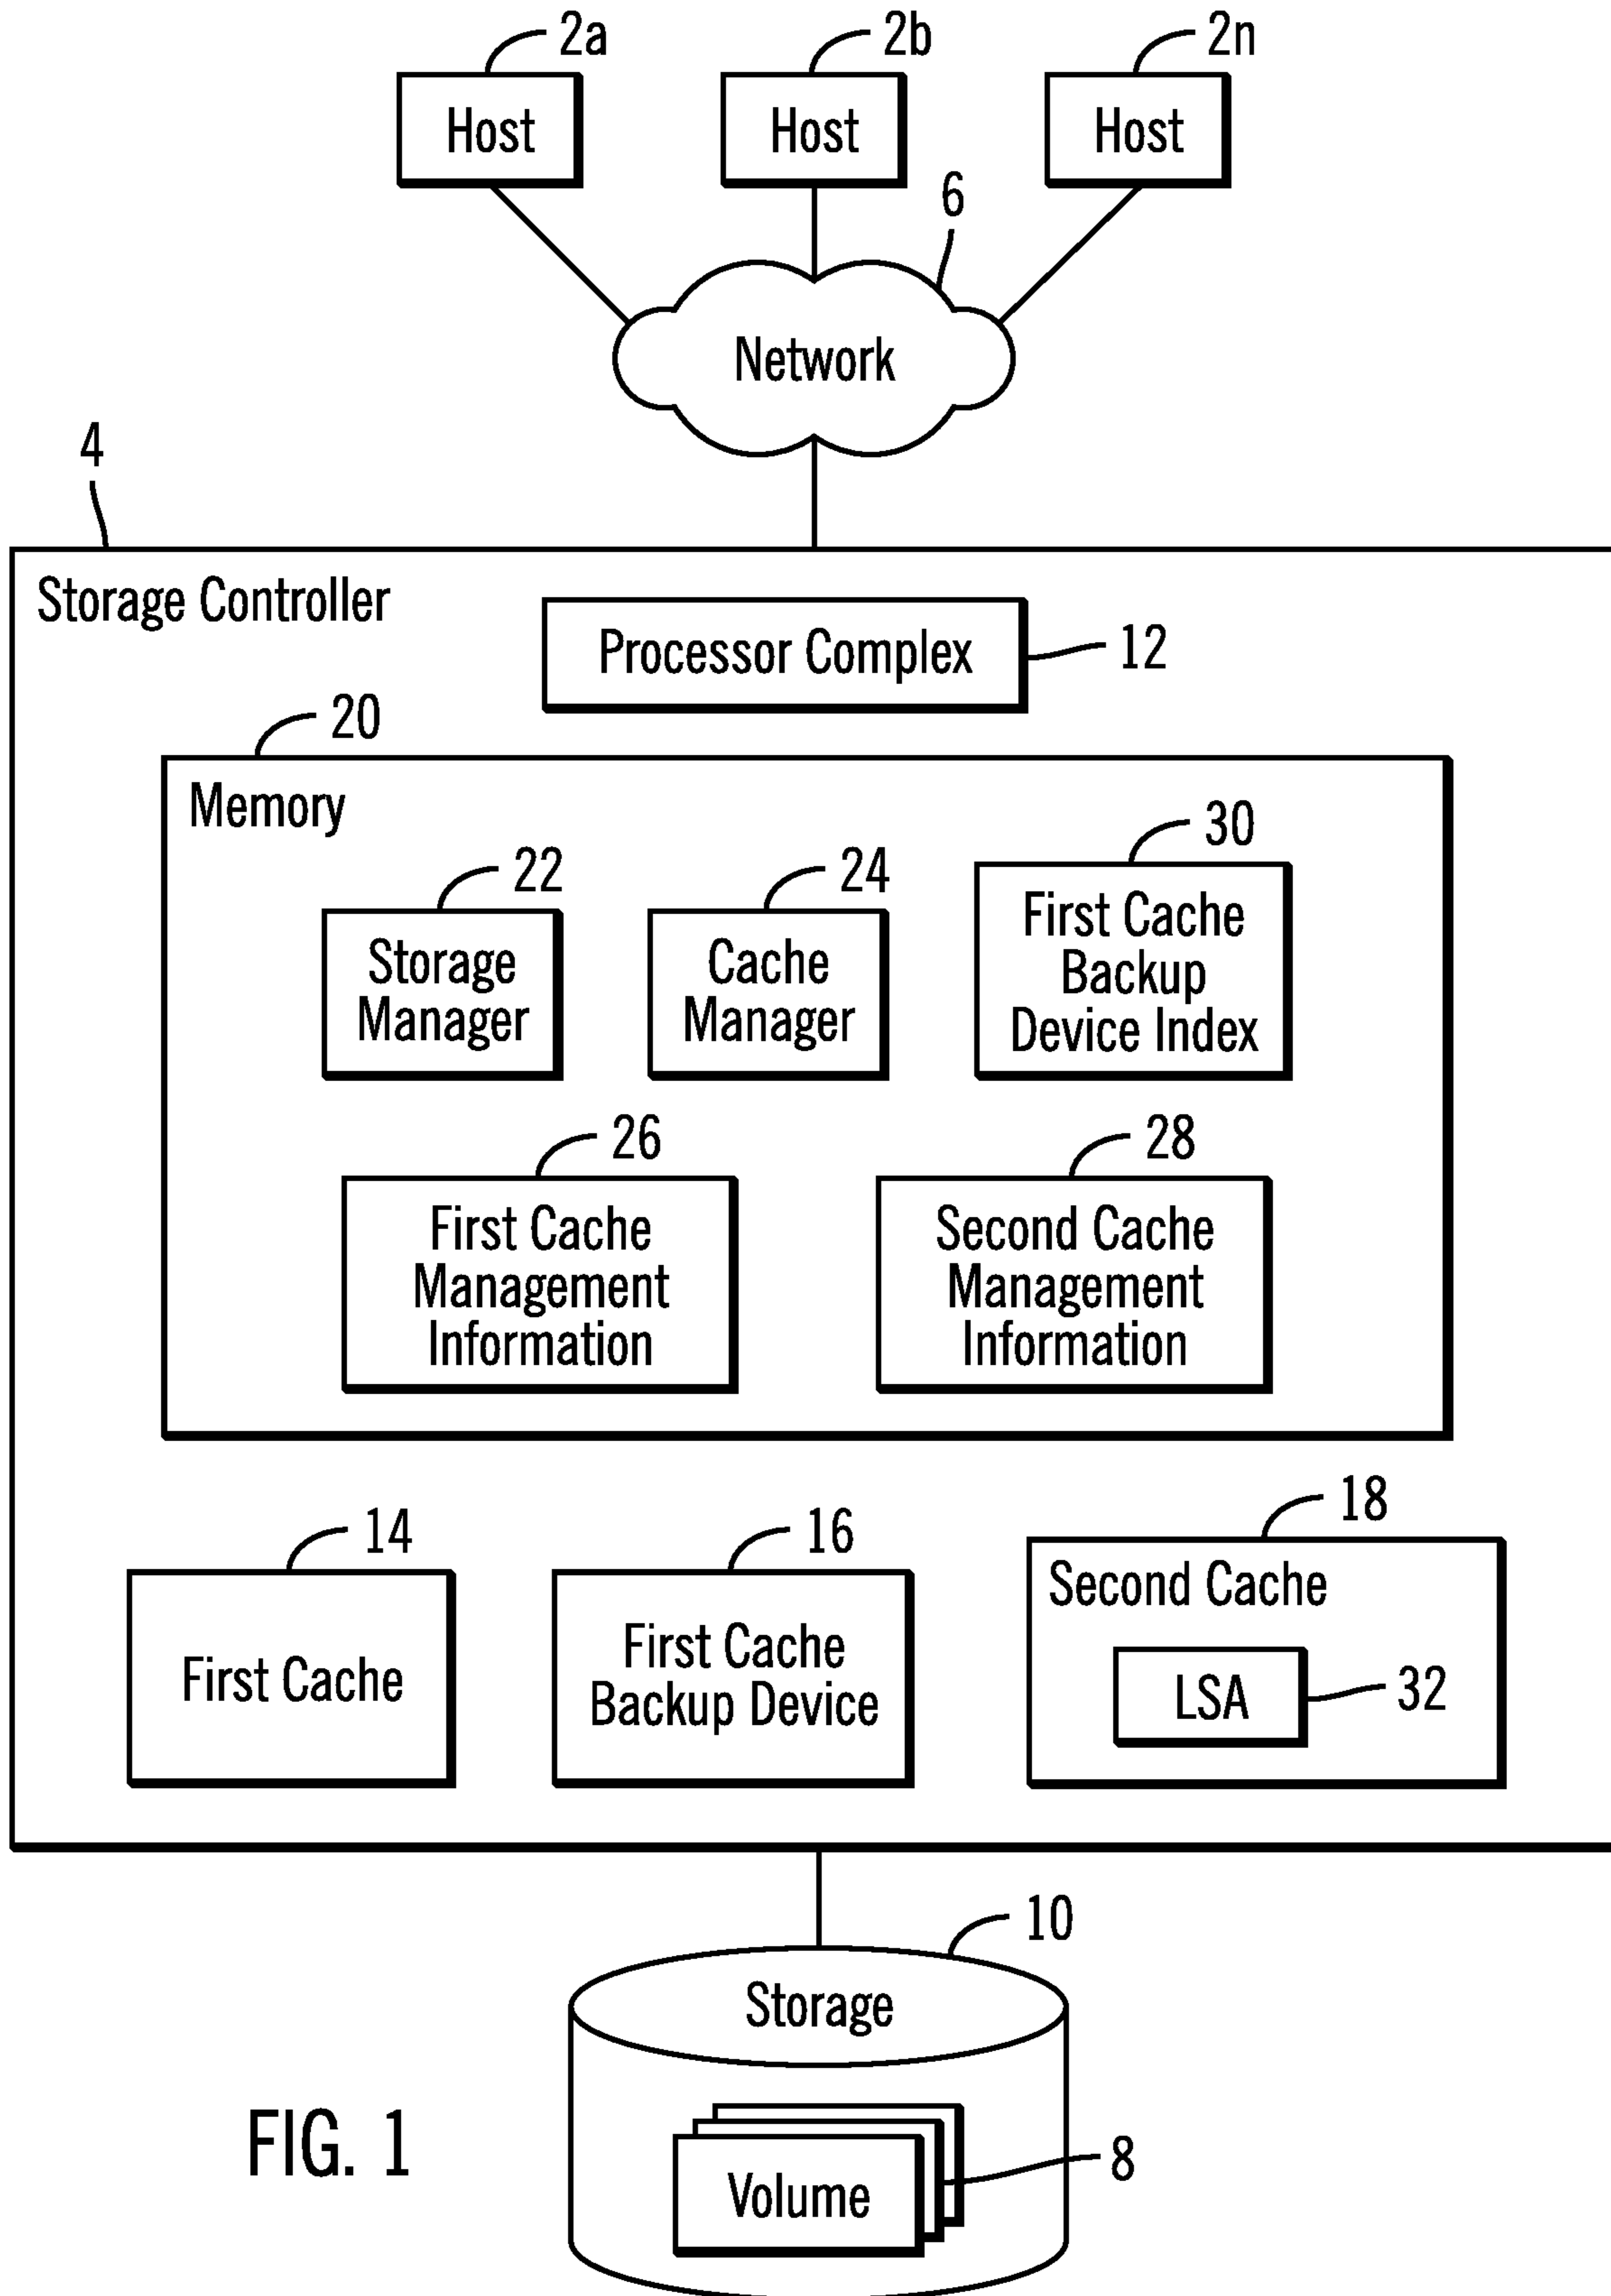 2a
2b
2n
Host
Host
Host
6
Network
4
Storage Controller
Processor Complex
12
20
Memory
22
24
30
Storage
Manager
Cache
Manager
First Cache
Backup
Device Index
26
28
First Cache
Management
Information
Second Cache
Management
Information
14
16
18
First Cache
First Cache
Backup Device
Second Cache
LSA
32
10
Storage
Volume
8
FIG. 1